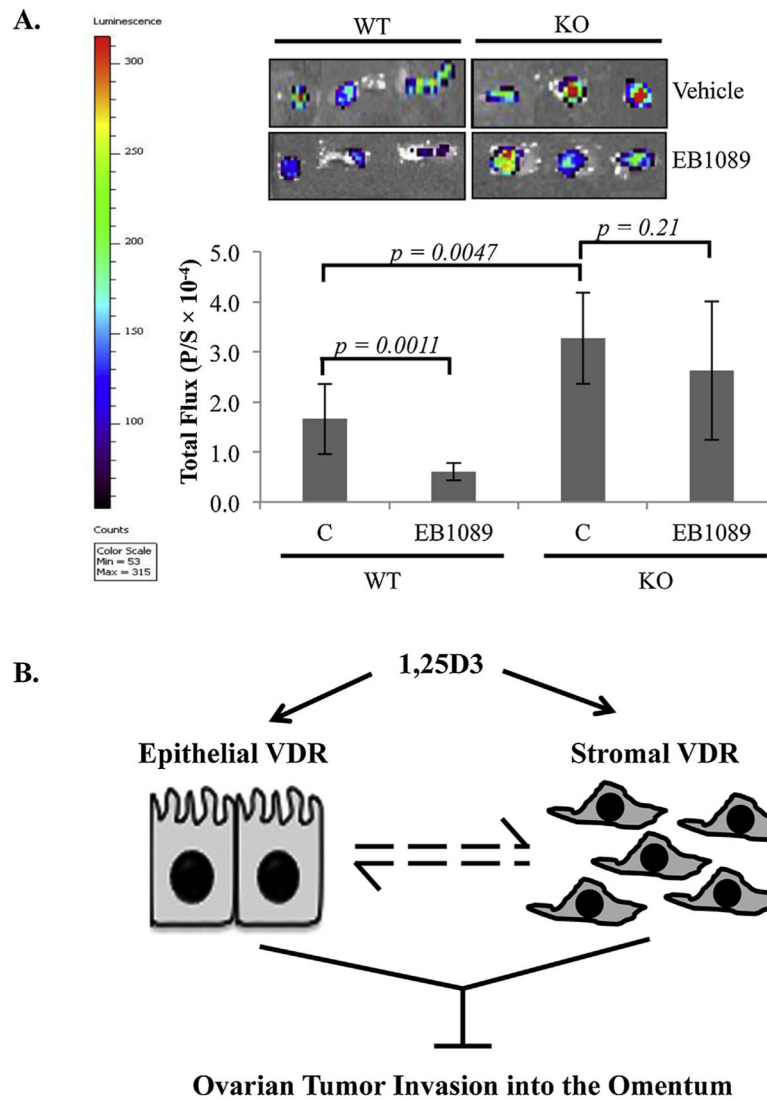 A.
Luminescence
300
250
200
150
100
Counts
Color Scale
Min = 53
Max = 315
WT KO
Vehicle
EB1089
p = 0.21
p = 0.0047
p = 0.0011
Total Flux (P/S × 10⁻⁴)
5.0
4.0
3.0
2.0
1.0
0.0
C EB1089 C EB1089
WT KO
B.
1,25D3
Epithelial VDR Stromal VDR
Ovarian Tumor Invasion into the Omentum